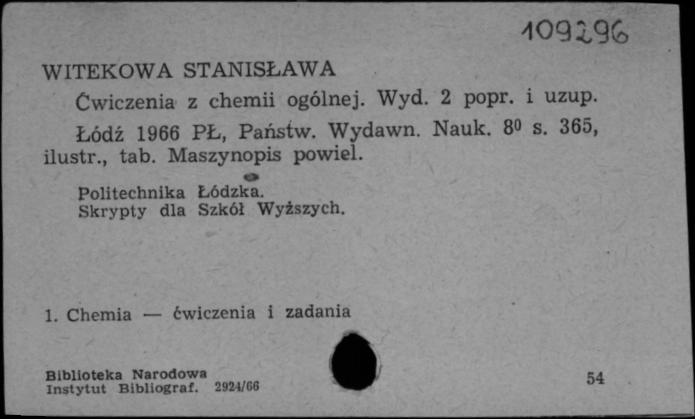 109296
WITEKOWA STANISŁAWA
Ćwiczenia z chemii ogólnej. Wyd. 2 popr. i uzup.
Łódź 1966 PŁ, Państw. Wydawn. Nauk. 8⁰ s. 365,
ilustr., tab. Maszynopis powiel.
Politechnika Łódzka.
Skrypty dla Szkół Wyższych.
1. Chemia — ćwiczenia i zadania
Biblioteka Narodowa
Instytut Bibliograf. 2924/66
54